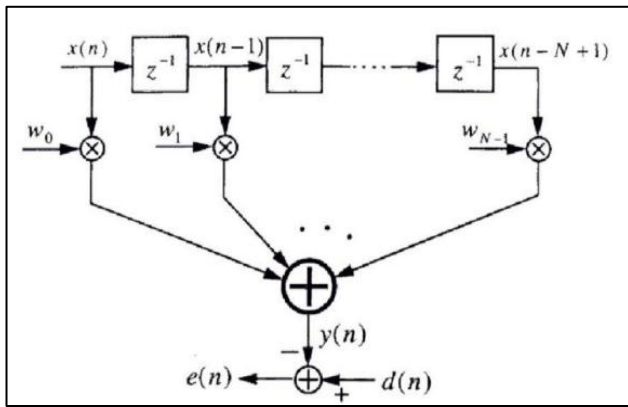 x(n) z⁻¹ x(n−1) z⁻¹ ..... z⁻¹ x(n−N+1)
w₀ × w₁ × w_{N−1} ×
. . .
+
− y(n)
e(n) + + d(n)